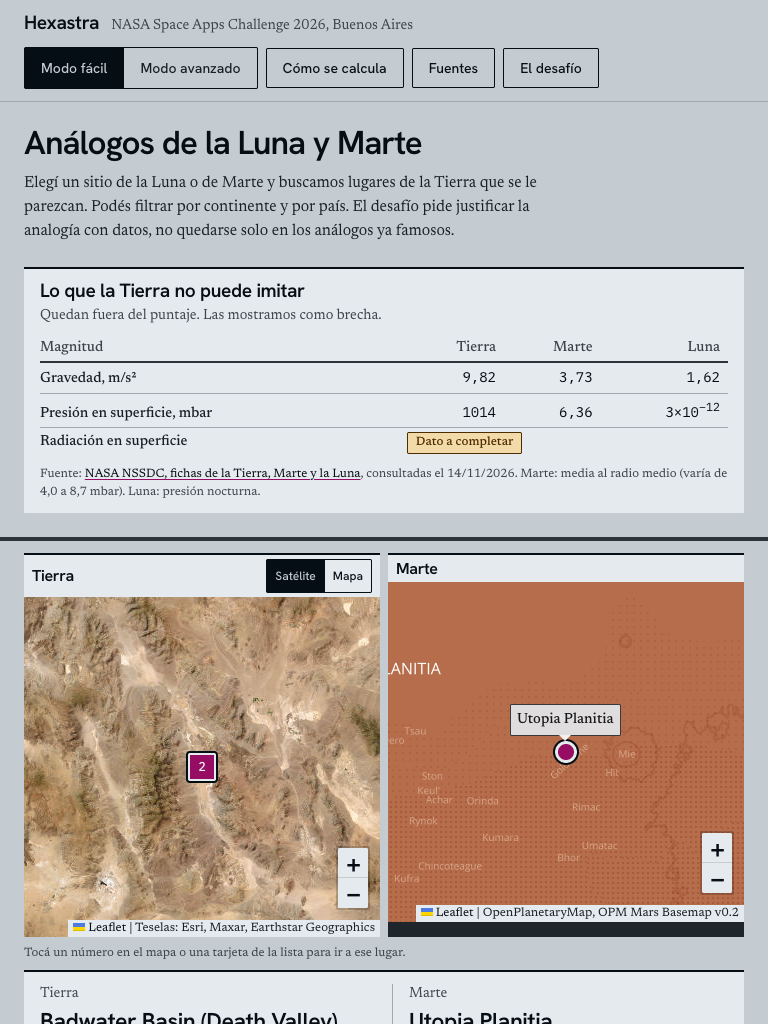 Hexastra NASA Space Apps Challenge 2026, Buenos Aires
Modo fácil Modo avanzado Cómo se calcula Fuentes El desafío
Análogos de la Luna y Marte
Elegí un sitio de la Luna o de Marte y buscamos lugares de la Tierra que se le
parezcan. Podés filtrar por continente y por país. El desafío pide justificar la
analogía con datos, no quedarse solo en los análogos ya famosos.
Lo que la Tierra no puede imitar
Quedan fuera del puntaje. Las mostramos como brecha.
Magnitud Tierra Marte Luna
Gravedad, m/s² 9,82 3,73 1,62
Presión en superficie, mbar 1014 6,36 3×10⁻¹²
Radiación en superficie Dato a completar
Fuente: NASA NSSDC, fichas de la Tierra, Marte y la Luna, consultadas el 14/11/2026. Marte: media al radio medio (varía de
4,0 a 8,7 mbar). Luna: presión nocturna.
Tierra Satélite Mapa
2
+
−
Leaflet | Teselas: Esri, Maxar, Earthstar Geographics
Marte
LANITIA
Utopia Planitia
Tsau
ero
Mie
Hit
Ston
Keul'
Achar Orinda
Rimac
Rynok
Kumara
Umatac
Bhor
Chincoteague
Kufra
+
−
Leaflet | OpenPlanetaryMap, OPM Mars Basemap v0.2
Tocá un número en el mapa o una tarjeta de la lista para ir a ese lugar.
Tierra Marte
Badwater Basin (Death Valley) Utopia Planitia